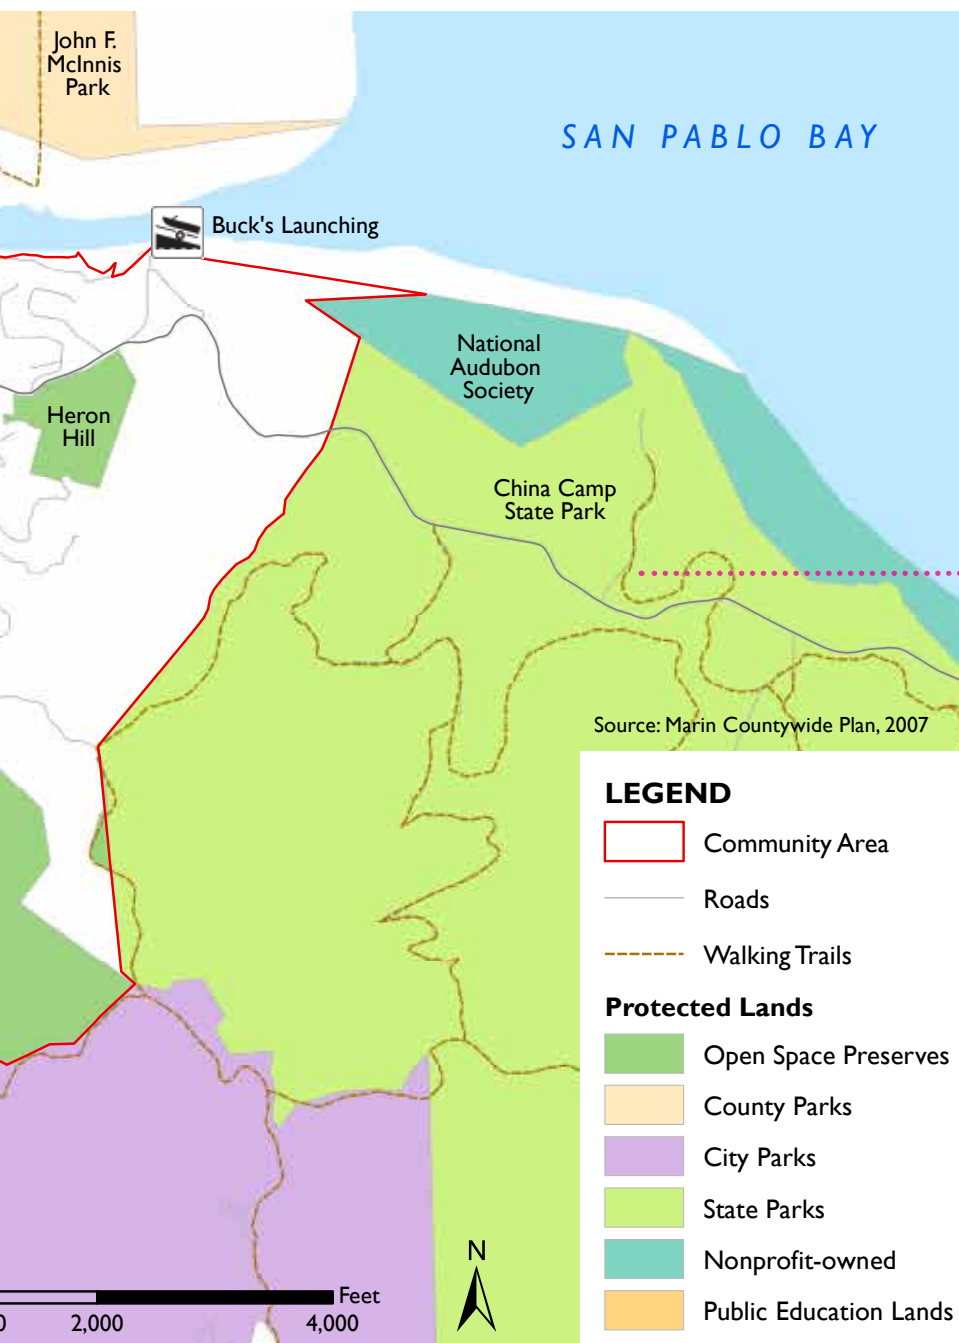 John F.
McInnis
Park
SAN PABLO BAY
Buck's Launching
National
Audubon
Society
Heron
Hill
China Camp
State Park
Source: Marin Countywide Plan, 2007
LEGEND
Community Area
Roads
Walking Trails
Protected Lands
Open Space Preserves
County Parks
City Parks
State Parks
Nonprofit-owned
Public Education Lands
N
Feet
0 2,000 4,000